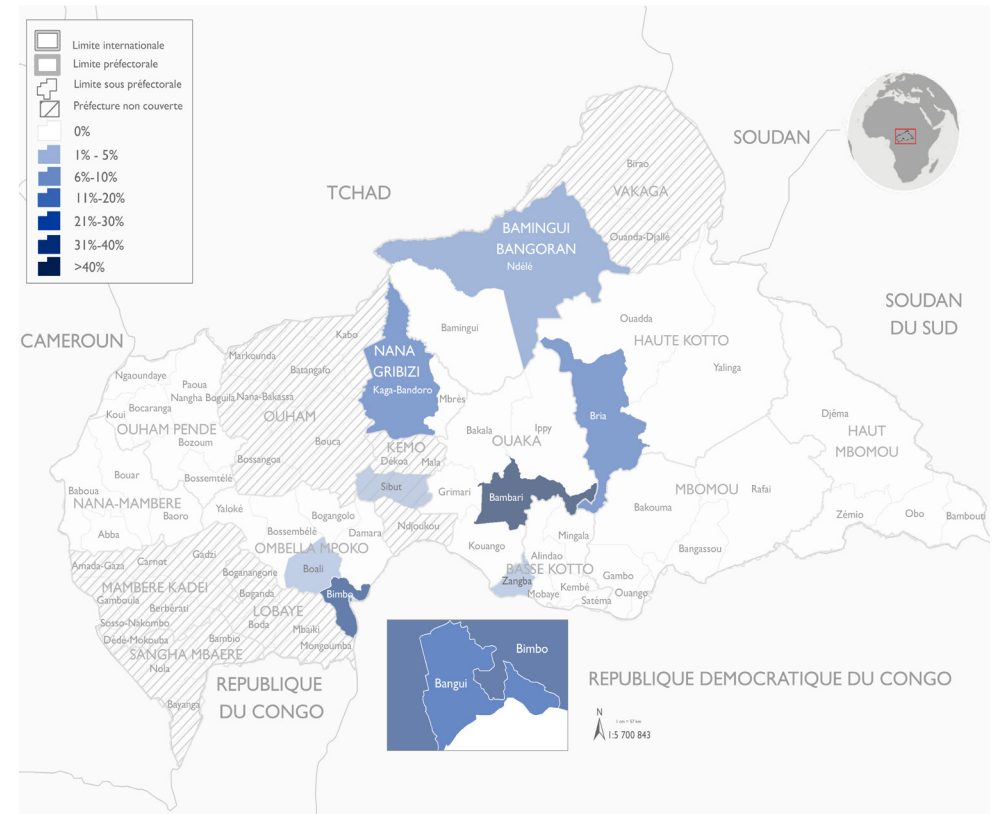 Limite internationale
Limite préfectorale
Limite sous préfectorale
Préfecture non couverte
0%
1% - 5%
6%-10%
11%-20%
21%-30%
31%-40%
>40%
SOUDAN
TCHAD
Birao
VAKAGA
Ouanda-Djallé
BAMINGUI
BANGORAN
Ndélé
SOUDAN
DU SUD
CAMEROUN
Kabo
Bamingui
Ouadda
HAUTE KOTTO
Yalinga
NANA
GRIBIZI
Kaga-Bandoro
Markounda
Batangafo
Ngaoundaye
Paoua
Nangha Boguila
Nana-Bakassa
Mbrès
Koui
Bocaranga
OUHAM
OUHAM PENDE
Bozoum
Bouca
Bossangoa
Bria
Djéma
HAUT
MBOMOU
Bakala
Ippy
OUAKA
KEMO
Dékoa
Mala
Bouar
Bossemtélé
Sibut
Grimari
Bambari
MBOMOU
Rafai
Baboua
NANA-MAMBERE
Baoro
Yaloké
Bakouma
Zémio
Obo
Bambouti
Abba
Bogangolo
Bossembélé
Damara
Ndjoukou
OMBELLA MPOKO
Kouango
Mingala
Alindao
Bangassou
Amada-Gaza
Carnot
Gadzi
Boganangone
Boali
BASSE KOTTO
Zangba
Mobaye
Kembé
Satéma
Gambo
Ouango
MAMBERE KADEI
Gamboula
Berbérati
Boganda
Bimbo
LOBAYE
Sosso-Nakombo
Boda
Mbaïki
Dédé-Mokouba
Bambio
Mongoumba
SANGHA MBAERE
Nola
Bayanga
REPUBLIQUE
DU CONGO
Bimbo
Bangui
REPUBLIQUE DEMOCRATIQUE DU CONGO
N
1 cm = 57 km
1:5 700 843